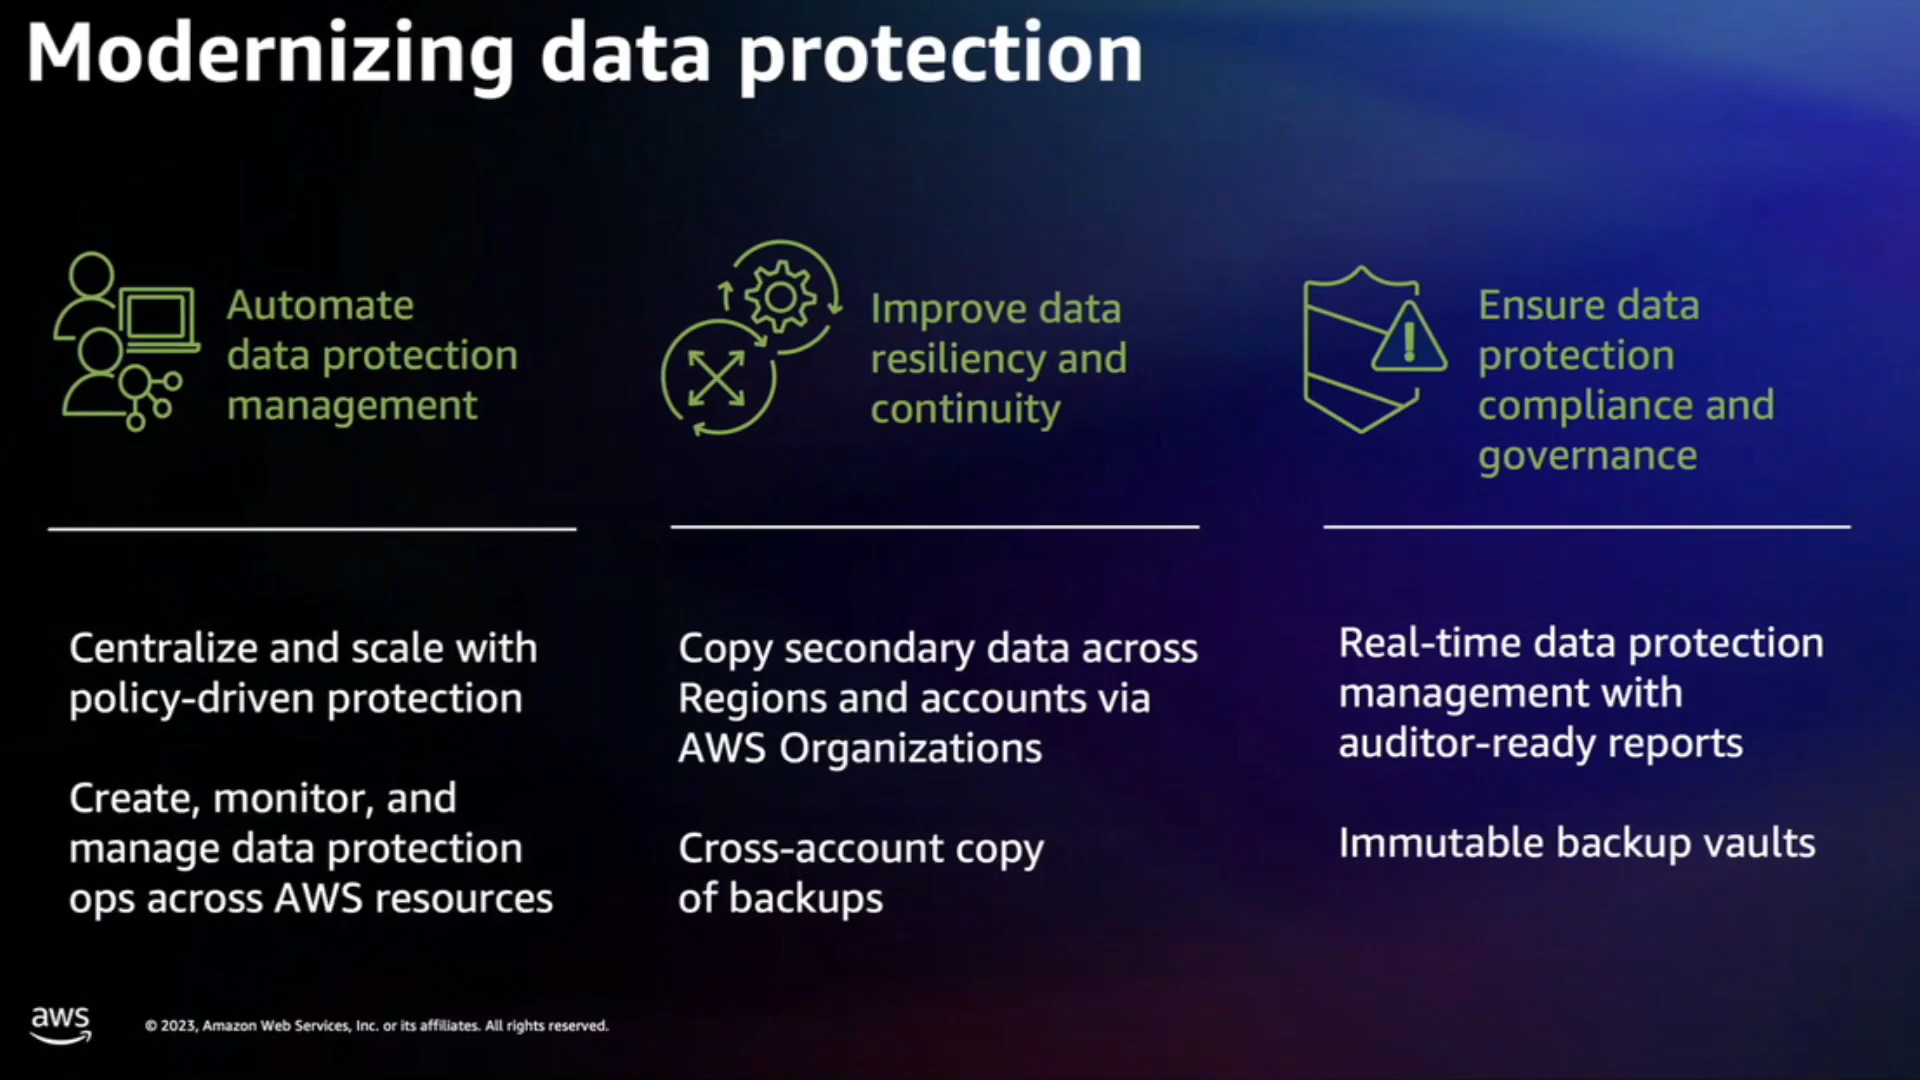 Modernizing data protection
Automate
data protection
management
Improve data
resiliency and
continuity
Ensure data
protection
compliance and
governance
Centralize and scale with
policy-driven protection
Create, monitor, and
manage data protection
ops across AWS resources
Copy secondary data across
Regions and accounts via
AWS Organizations
Cross-account copy
of backups
Real-time data protection
management with
auditor-ready reports
Immutable backup vaults
aws
© 2023, Amazon Web Services, Inc. or its affiliates. All rights reserved.